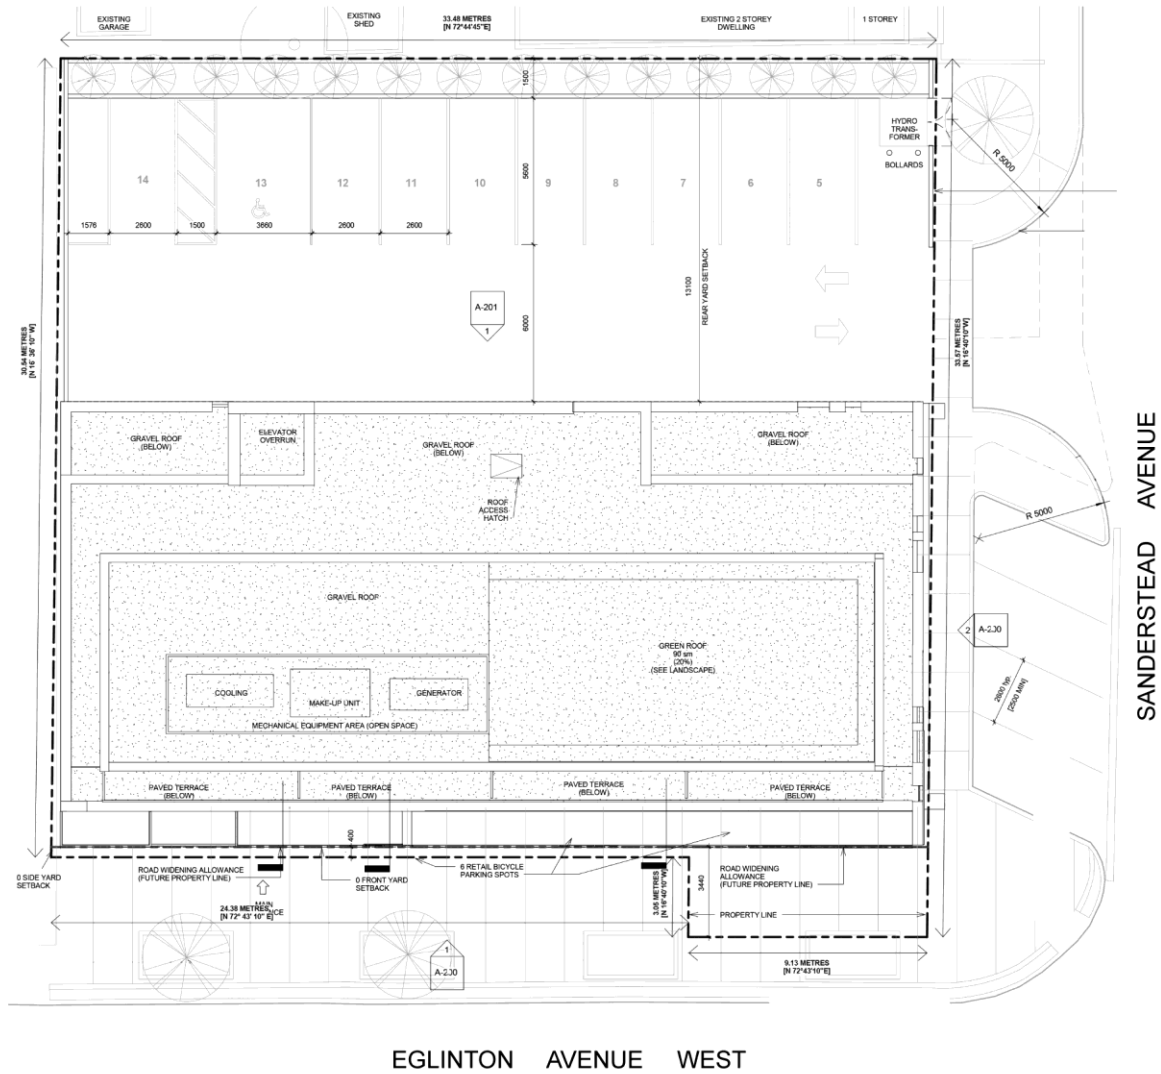 EXISTING
GARAGE
EXISTING
SHED
33.48 METRES
[N 72°44'45"E]
EXISTING 2 STOREY
DWELLING
1 STOREY
1500
HYDRO
TRANS-
FORMER
BOLLARDS
R 5000
14
13
12
11
10
9
8
7
6
5
5600
1576
2600
1500
3660
2600
2600
REAR YARD SETBACK
13100
A-201
1
6000
30.54 METRES
[N 16° 36' 10" W]
33.57 METRES
[N 16°40'10"W]
GRAVEL ROOF
(BELOW)
ELEVATOR
OVERRUN
GRAVEL ROOF
(BELOW)
GRAVEL ROOF
(BELOW)
ROOF
ACCESS
HATCH
R 5000
SANDERSTEAD AVENUE
GRAVEL ROOF
GREEN ROOF
90 sm
(20%)
(SEE LANDSCAPE)
2
A-200
2600 typ.
[2500 MIN]
COOLING
MAKE-UP UNIT
GENERATOR
MECHANICAL EQUIPMENT AREA (OPEN SPACE)
PAVED TERRACE
(BELOW)
PAVED TERRACE
(BELOW)
PAVED TERRACE
(BELOW)
PAVED TERRACE
(BELOW)
400
0 SIDE YARD
SETBACK
ROAD WIDENING ALLOWANCE
(FUTURE PROPERTY LINE)
0 FRONT YARD
SETBACK
6 RETAIL BICYCLE
PARKING SPOTS
3.05 METRES
[N 16°40'10"W]
3440
ROAD WIDENING
ALLOWANCE
(FUTURE PROPERTY LINE)
24.38 METRES
[N 72° 43' 10" E]
PROPERTY LINE
1
A-200
9.13 METRES
[N 72°43'10"E]
EGLINTON AVENUE WEST